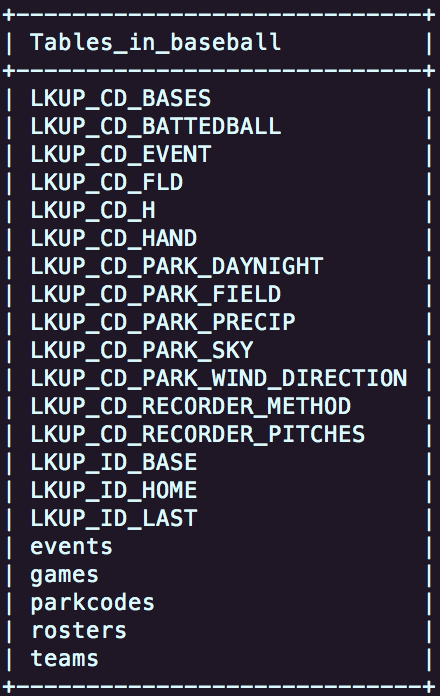 +-----------------------------+
| Tables_in_baseball          |
+-----------------------------+
| LKUP_CD_BASES               |
| LKUP_CD_BATTEDBALL          |
| LKUP_CD_EVENT               |
| LKUP_CD_FLD                 |
| LKUP_CD_H                   |
| LKUP_CD_HAND                |
| LKUP_CD_PARK_DAYNIGHT       |
| LKUP_CD_PARK_FIELD          |
| LKUP_CD_PARK_PRECIP         |
| LKUP_CD_PARK_SKY            |
| LKUP_CD_PARK_WIND_DIRECTION |
| LKUP_CD_RECORDER_METHOD     |
| LKUP_CD_RECORDER_PITCHES    |
| LKUP_ID_BASE                |
| LKUP_ID_HOME                |
| LKUP_ID_LAST                |
| events                      |
| games                       |
| parkcodes                   |
| rosters                     |
| teams                       |
+-----------------------------+